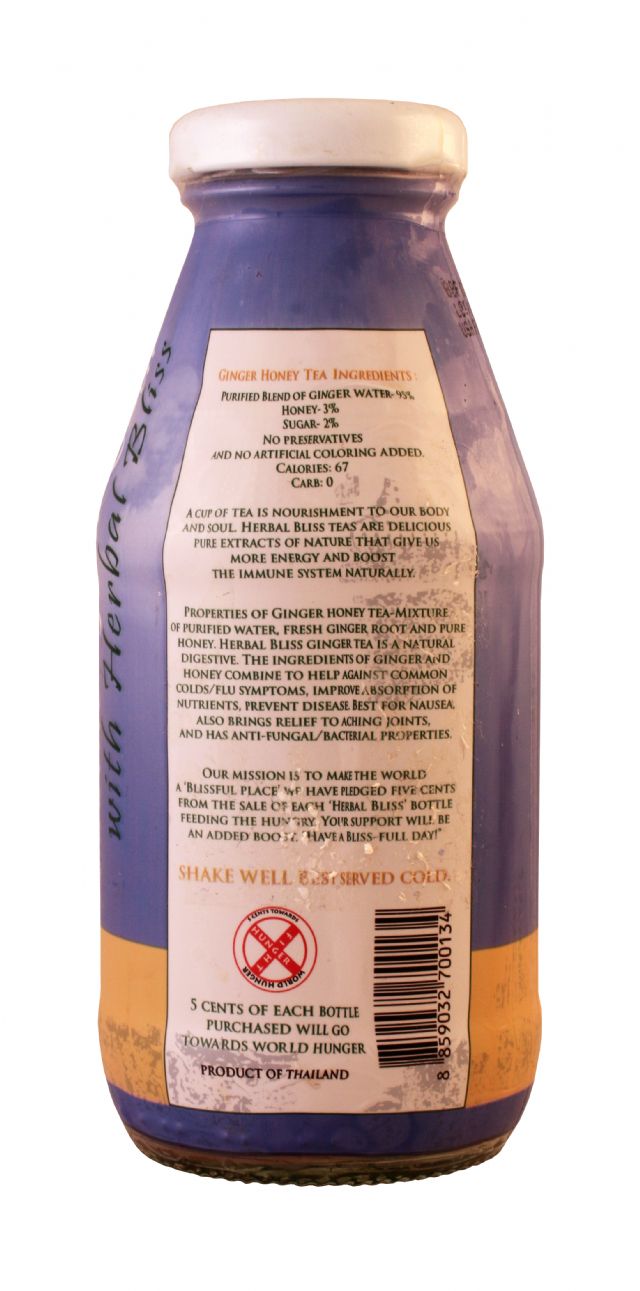 with Herbal Bliss
GINGER HONEY TEA INGREDIENTS:
PURIFIED BLEND OF GINGER WATER- 95%
HONEY- 3%
SUGAR- 2%
NO PRESERVATIVES
AND NO ARTIFICIAL COLORING ADDED.
CALORIES: 67
CARB: 0
A CUP OF TEA IS NOURISHMENT TO OUR BODY
AND SOUL. HERBAL BLISS TEAS ARE DELICIOUS
PURE EXTRACTS OF NATURE THAT GIVE US
MORE ENERGY AND BOOST
THE IMMUNE SYSTEM NATURALLY.
PROPERTIES OF GINGER HONEY TEA-MIXTURE
OF PURIFIED WATER, FRESH GINGER ROOT AND PURE
HONEY. HERBAL BLISS GINGER TEA IS A NATURAL
DIGESTIVE. THE INGREDIENTS OF GINGER AND
HONEY COMBINE TO HELP AGAINST COMMON
COLDS/FLU SYMPTOMS, IMPROVE ABSORPTION OF
NUTRIENTS, PREVENT DISEASE. BEST FOR NAUSEA.
ALSO BRINGS RELIEF TO ACHING JOINTS,
AND HAS ANTI-FUNGAL/BACTERIAL PROPERTIES.
OUR MISSION IS TO MAKE THE WORLD
A 'BLISSFUL PLACE' WE HAVE PLEDGED FIVE CENTS
FROM THE SALE OF EACH 'HERBAL BLISS' BOTTLE
FEEDING THE HUNGRY. YOUR SUPPORT WILL BE
AN ADDED BOOST. "HAVE A BLISS-FULL DAY!"
SHAKE WELL BEST SERVED COLD.
5 CENTS TOWARDS
HUNGER
FIGHT
WORLD HUNGER
5 CENTS OF EACH BOTTLE
PURCHASED WILL GO
TOWARDS WORLD HUNGER
PRODUCT OF THAILAND
8 859032 700134